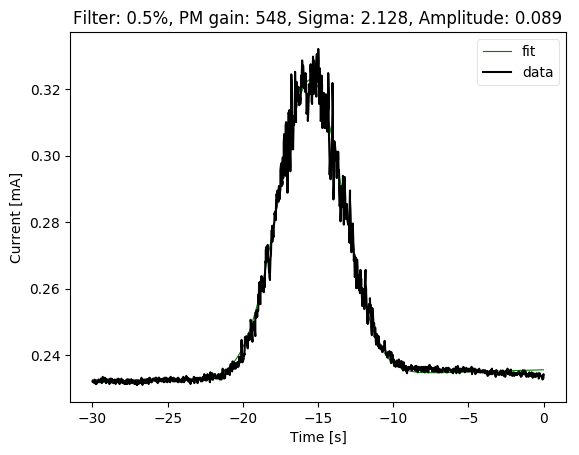 Filter: 0.5%, PM gain: 548, Sigma: 2.128, Amplitude: 0.089
fit
data
0.32
0.30
0.28
0.26
0.24
Current [mA]
−30
−25
−20
−15
−10
−5
0
Time [s]